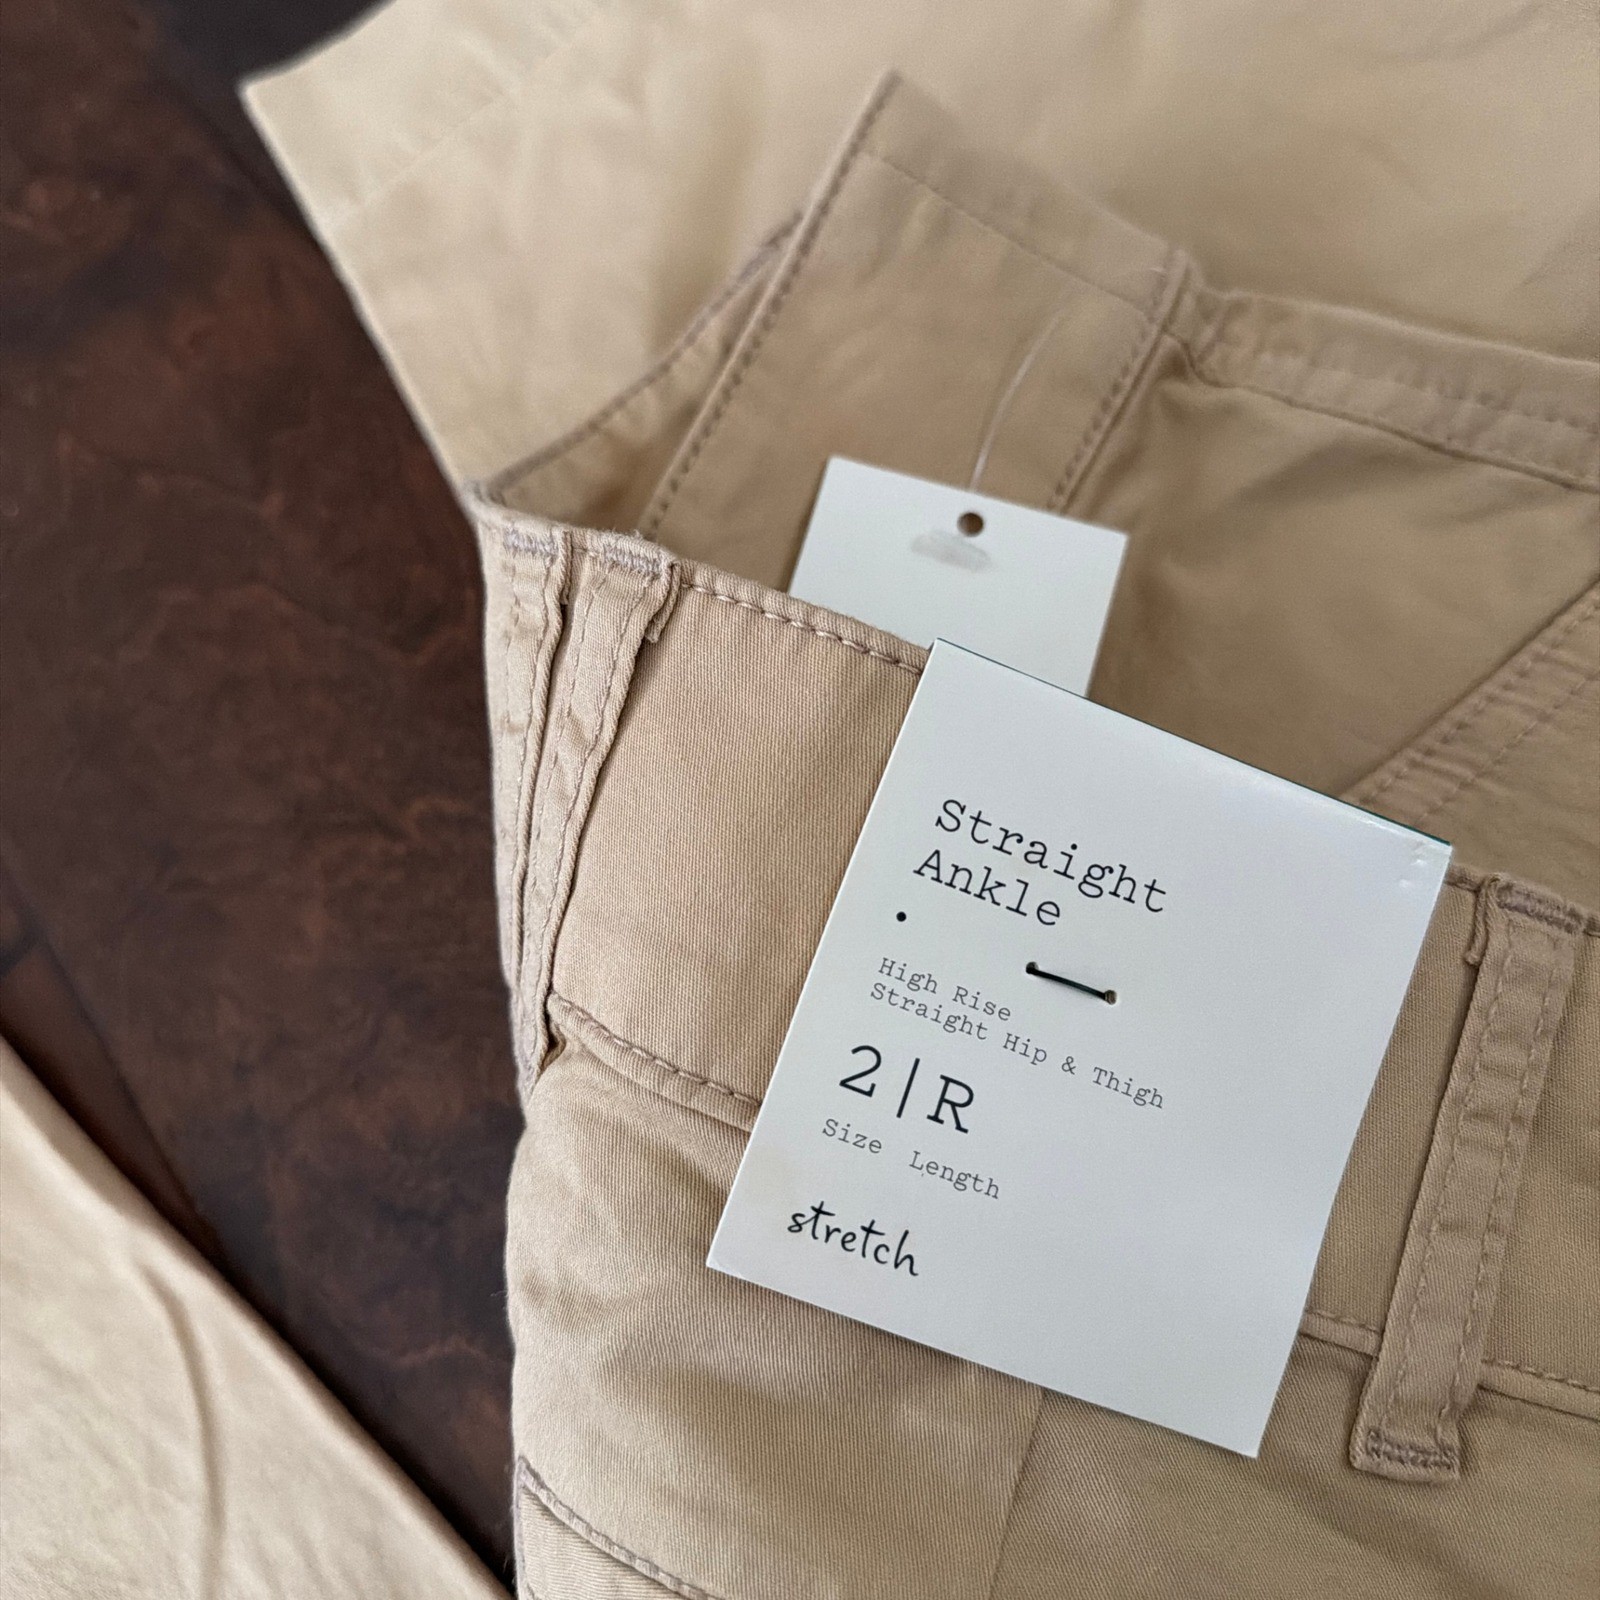 Straight
Ankle
•
High Rise
Straight Hip & Thigh
2|R
Size Length
stretch